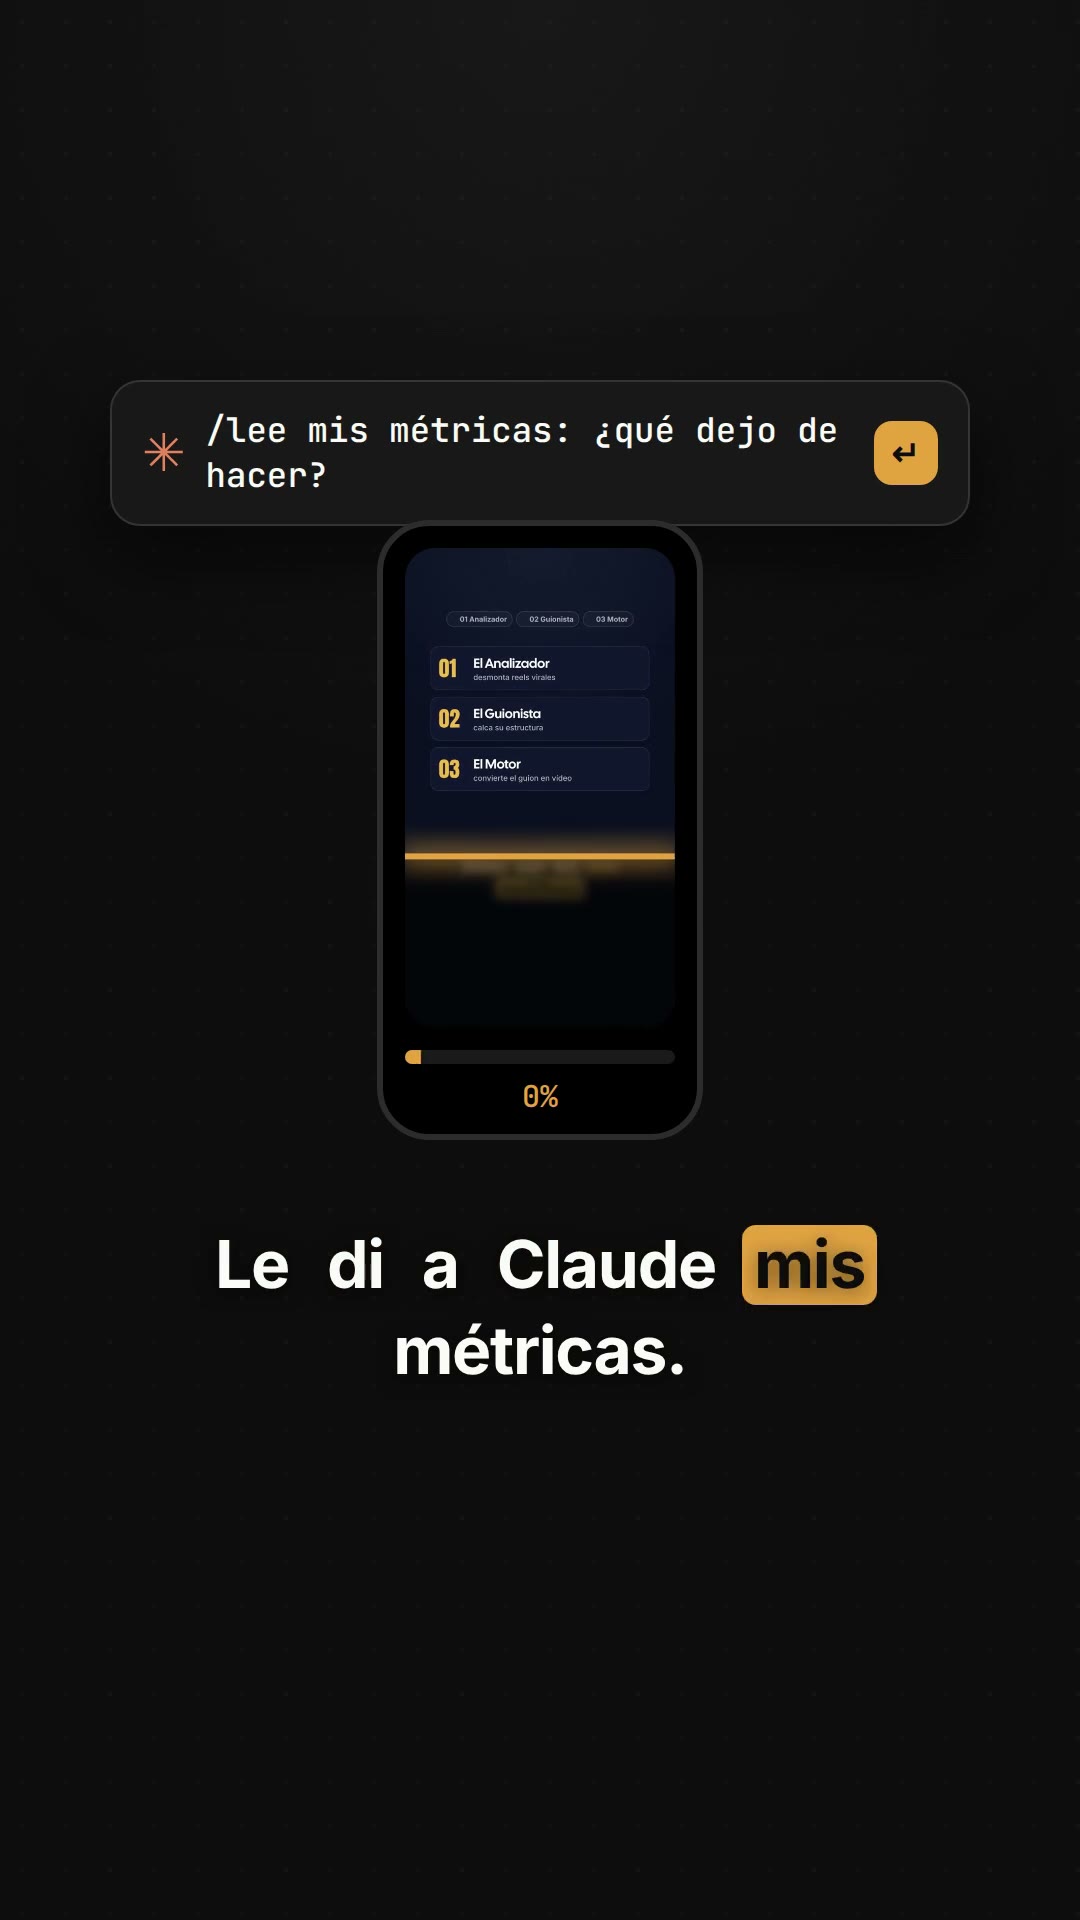 /lee mis métricas: ¿qué dejo de
hacer?
01 Analizador 02 Guionista 03 Motor
01 El Analizador
desmonta reels virales
02 El Guionista
calca su estructura
03 El Motor
convierte el guion en vídeo
0%
Le di a Claude mis
métricas.